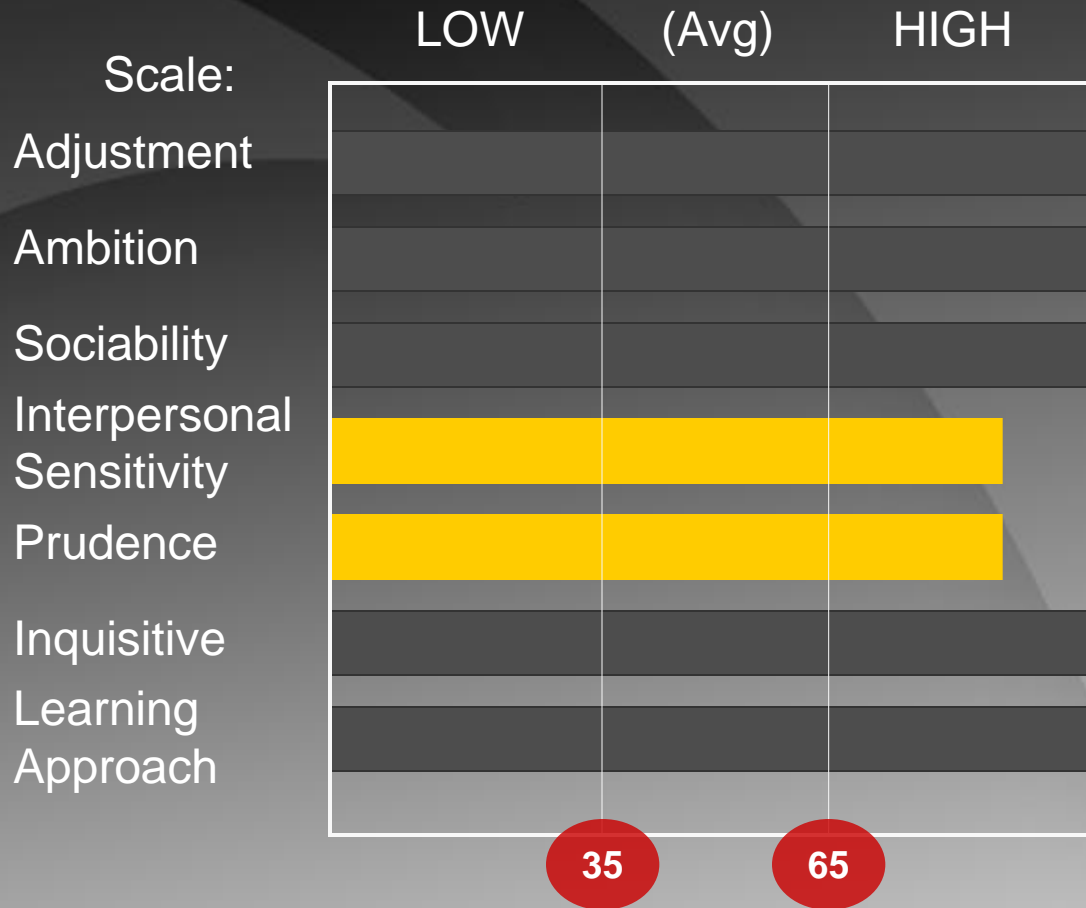 LOW (Avg) HIGH
Scale:
Adjustment
Ambition
Sociability
Interpersonal
Sensitivity
Prudence
Inquisitive
Learning
Approach
35 65